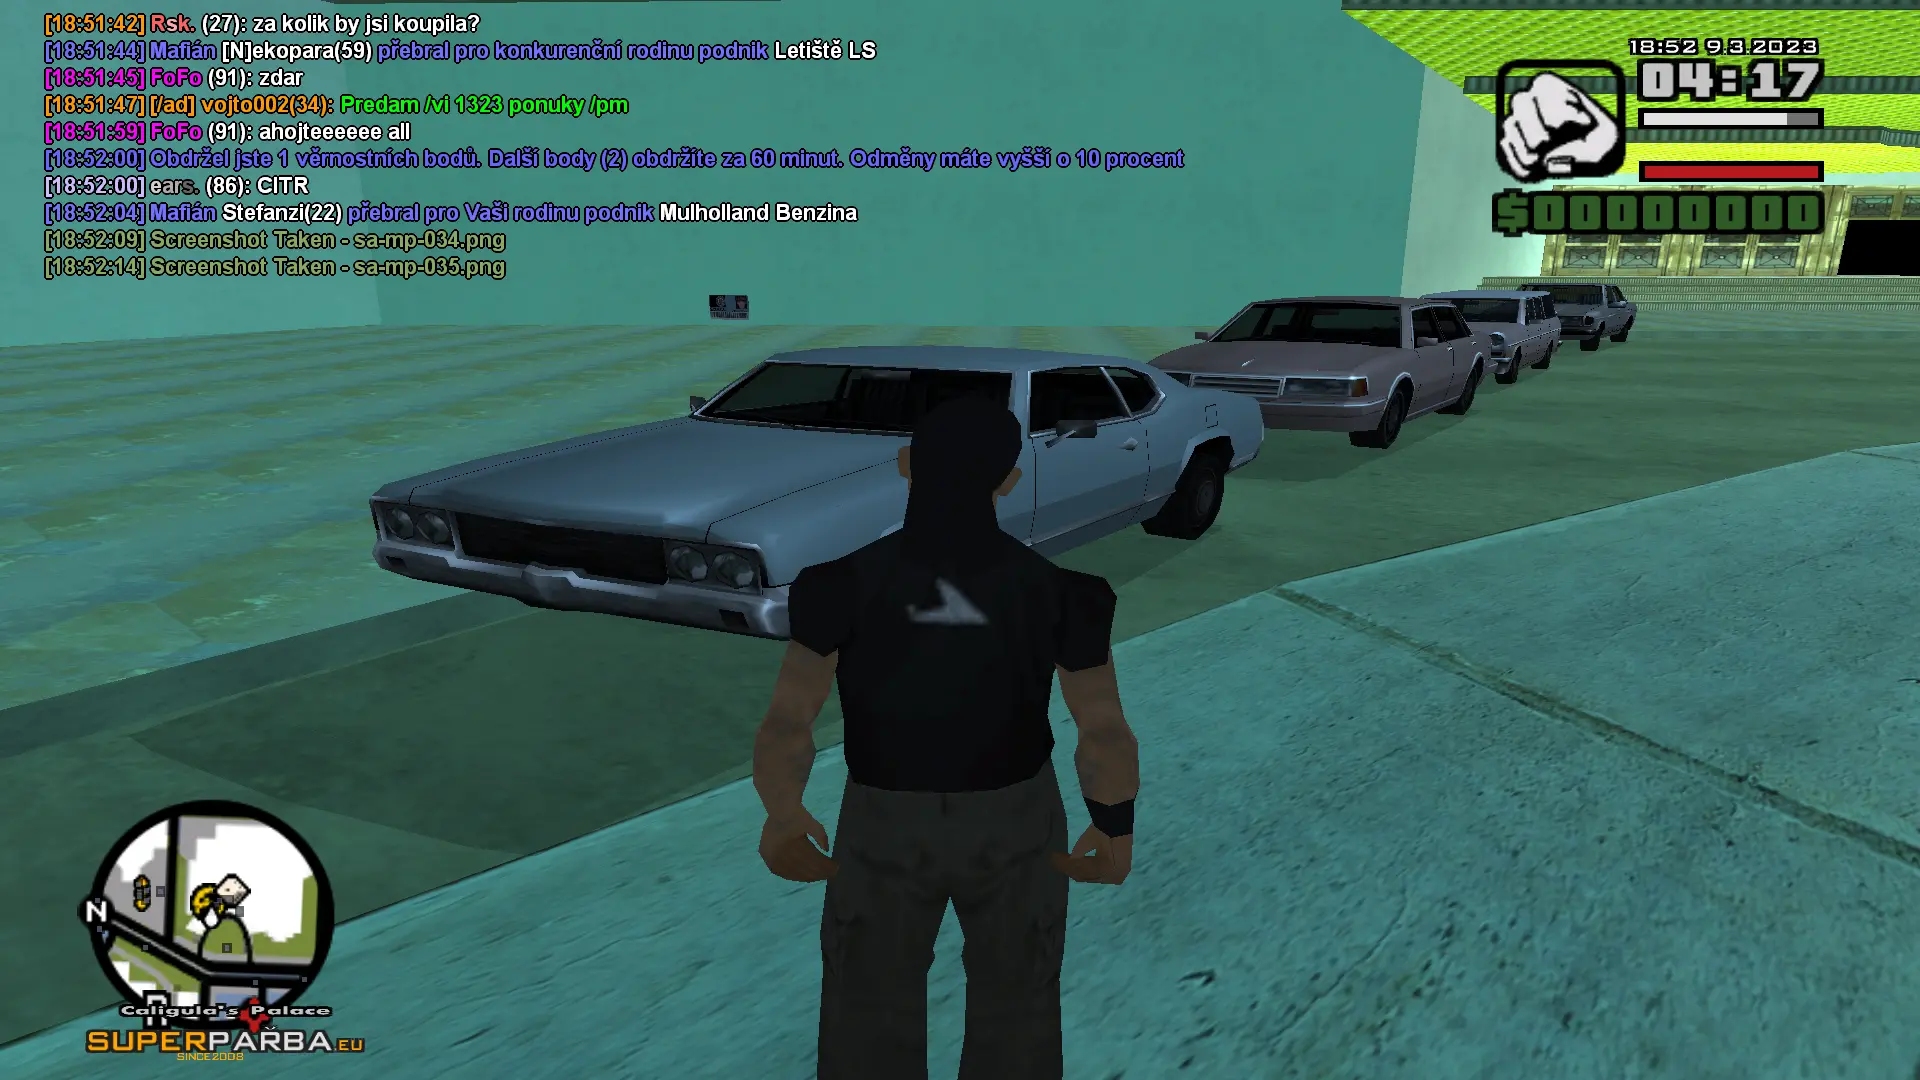 [18:51:42] Rsk. (27): za kolik by jsi koupila?
[18:51:44] Mafián [N]ekopara(59) přebral pro konkurenční rodinu podnik Letiště LS
[18:51:45] FoFo (91): zdar
[18:51:47] [/ad] vojto002(34): Predam /vi 1323 ponuky /pm
[18:51:59] FoFo (91): ahojteeeeee all
[18:52:00] Obdržel jste 1 věrnostních bodů. Další body (2) obdržíte za 60 minut. Odměny máte vyšší o 10 procent
[18:52:00] ears. (86): CITR
[18:52:04] Mafián Stefanzi(22) přebral pro Vaši rodinu podnik Mulholland Benzina
[18:52:09] Screenshot Taken - sa-mp-034.png
[18:52:14] Screenshot Taken - sa-mp-035.png
18:52 9.3.2023
04:17
$00000000
N
Caligula's Palace
SUPERPAŘBA.EU
SINCE 2008